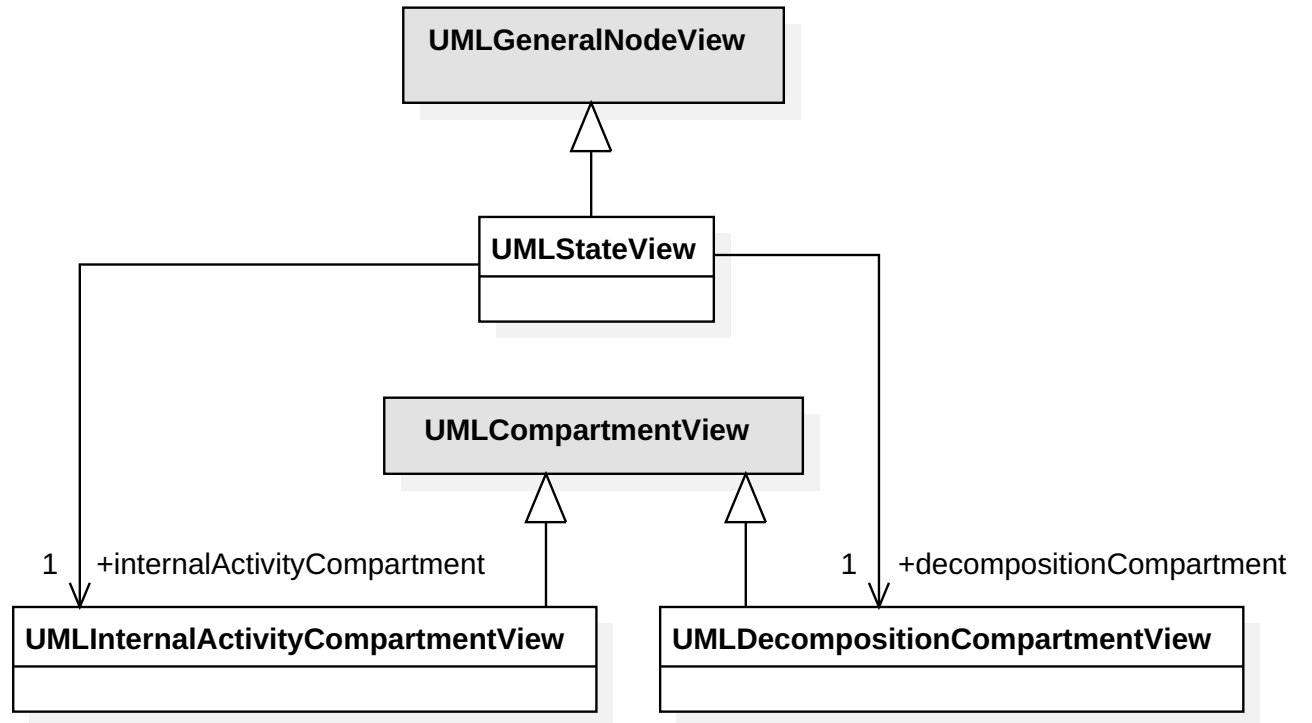 UMLGeneralNodeView
UMLStateView
UMLCompartmentView
1 +internalActivityCompartment
1 +decompositionCompartment
UMLInternalActivityCompartmentView
UMLDecompositionCompartmentView